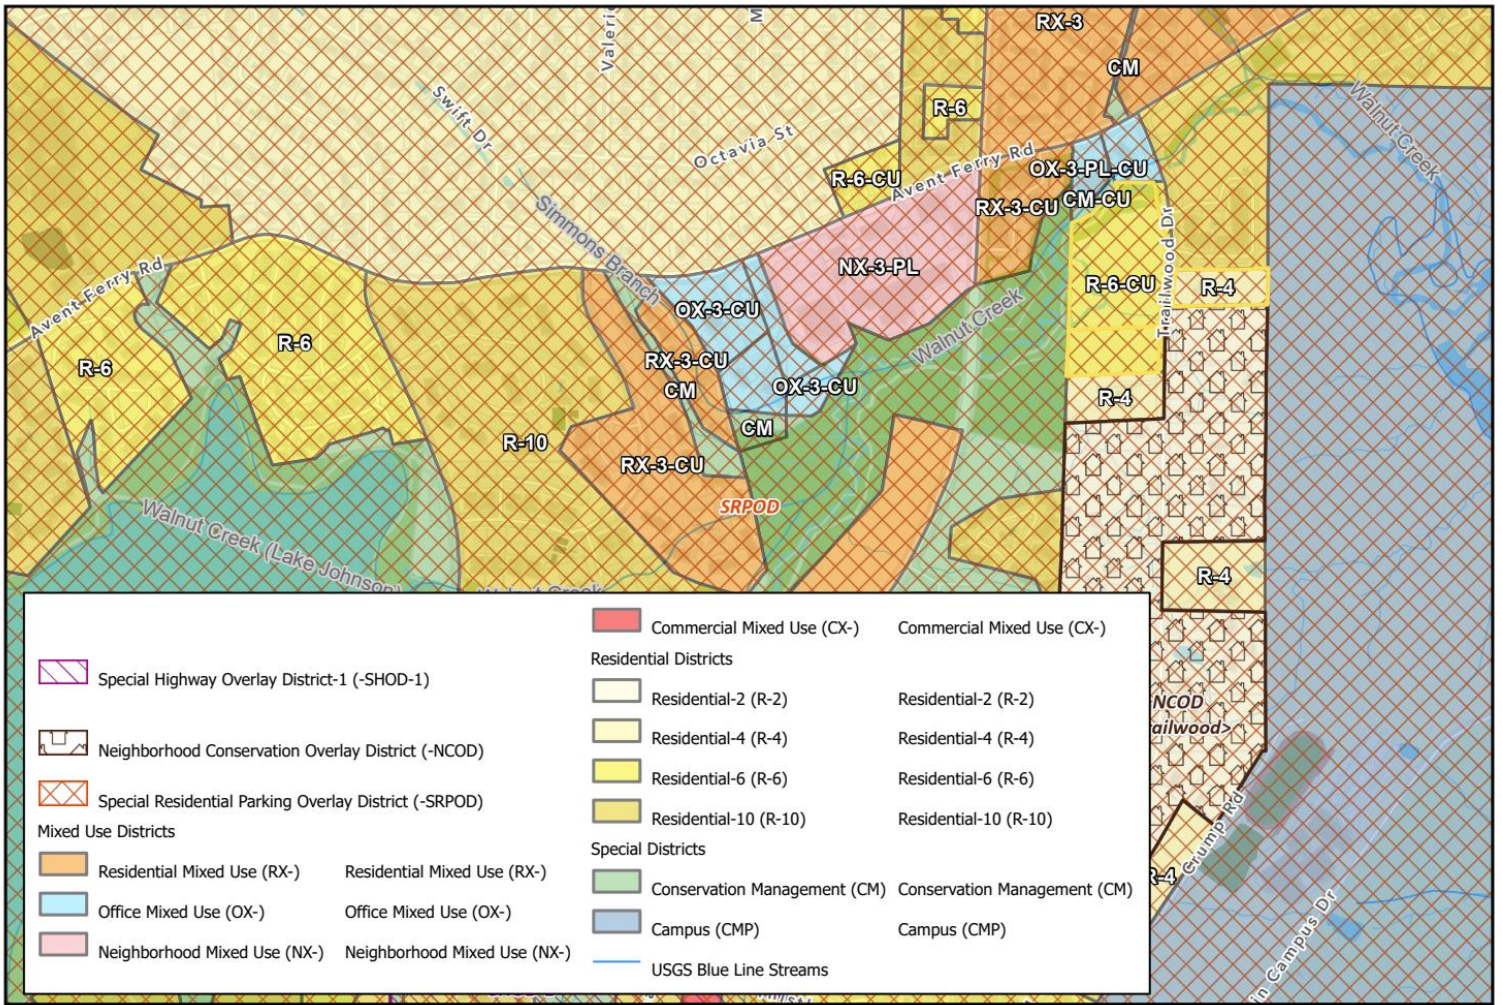 RX-3
Valeri
M
CM
Swift Dr
R-6
Walnut Creek
Octavia St
Avent Ferry Rd
R-6-CU
OX-3-PL-CU
RX-3-CU
CM-CU
Simmons Branch
Trailwood Dr
NX-3-PL
Avent Ferry Rd
R-6-CU
R-4
OX-3-CU
Walnut Creek
R-6
R-6
RX-3-CU
CM
OX-3-CU
R-4
CM
R-10
RX-3-CU
SRPOD
Walnut Creek (Lake Johnson)
Walnut Creek
R-4
NCOD
ailwood>
Crump Rd
R-4
in Campus Dr
Special Highway Overlay District-1 (-SHOD-1)
Neighborhood Conservation Overlay District (-NCOD)
Special Residential Parking Overlay District (-SRPOD)
Mixed Use Districts
Residential Mixed Use (RX-) Residential Mixed Use (RX-)
Office Mixed Use (OX-) Office Mixed Use (OX-)
Neighborhood Mixed Use (NX-) Neighborhood Mixed Use (NX-)
Commercial Mixed Use (CX-) Commercial Mixed Use (CX-)
Residential Districts
Residential-2 (R-2) Residential-2 (R-2)
Residential-4 (R-4) Residential-4 (R-4)
Residential-6 (R-6) Residential-6 (R-6)
Residential-10 (R-10) Residential-10 (R-10)
Special Districts
Conservation Management (CM) Conservation Management (CM)
Campus (CMP) Campus (CMP)
USGS Blue Line Streams